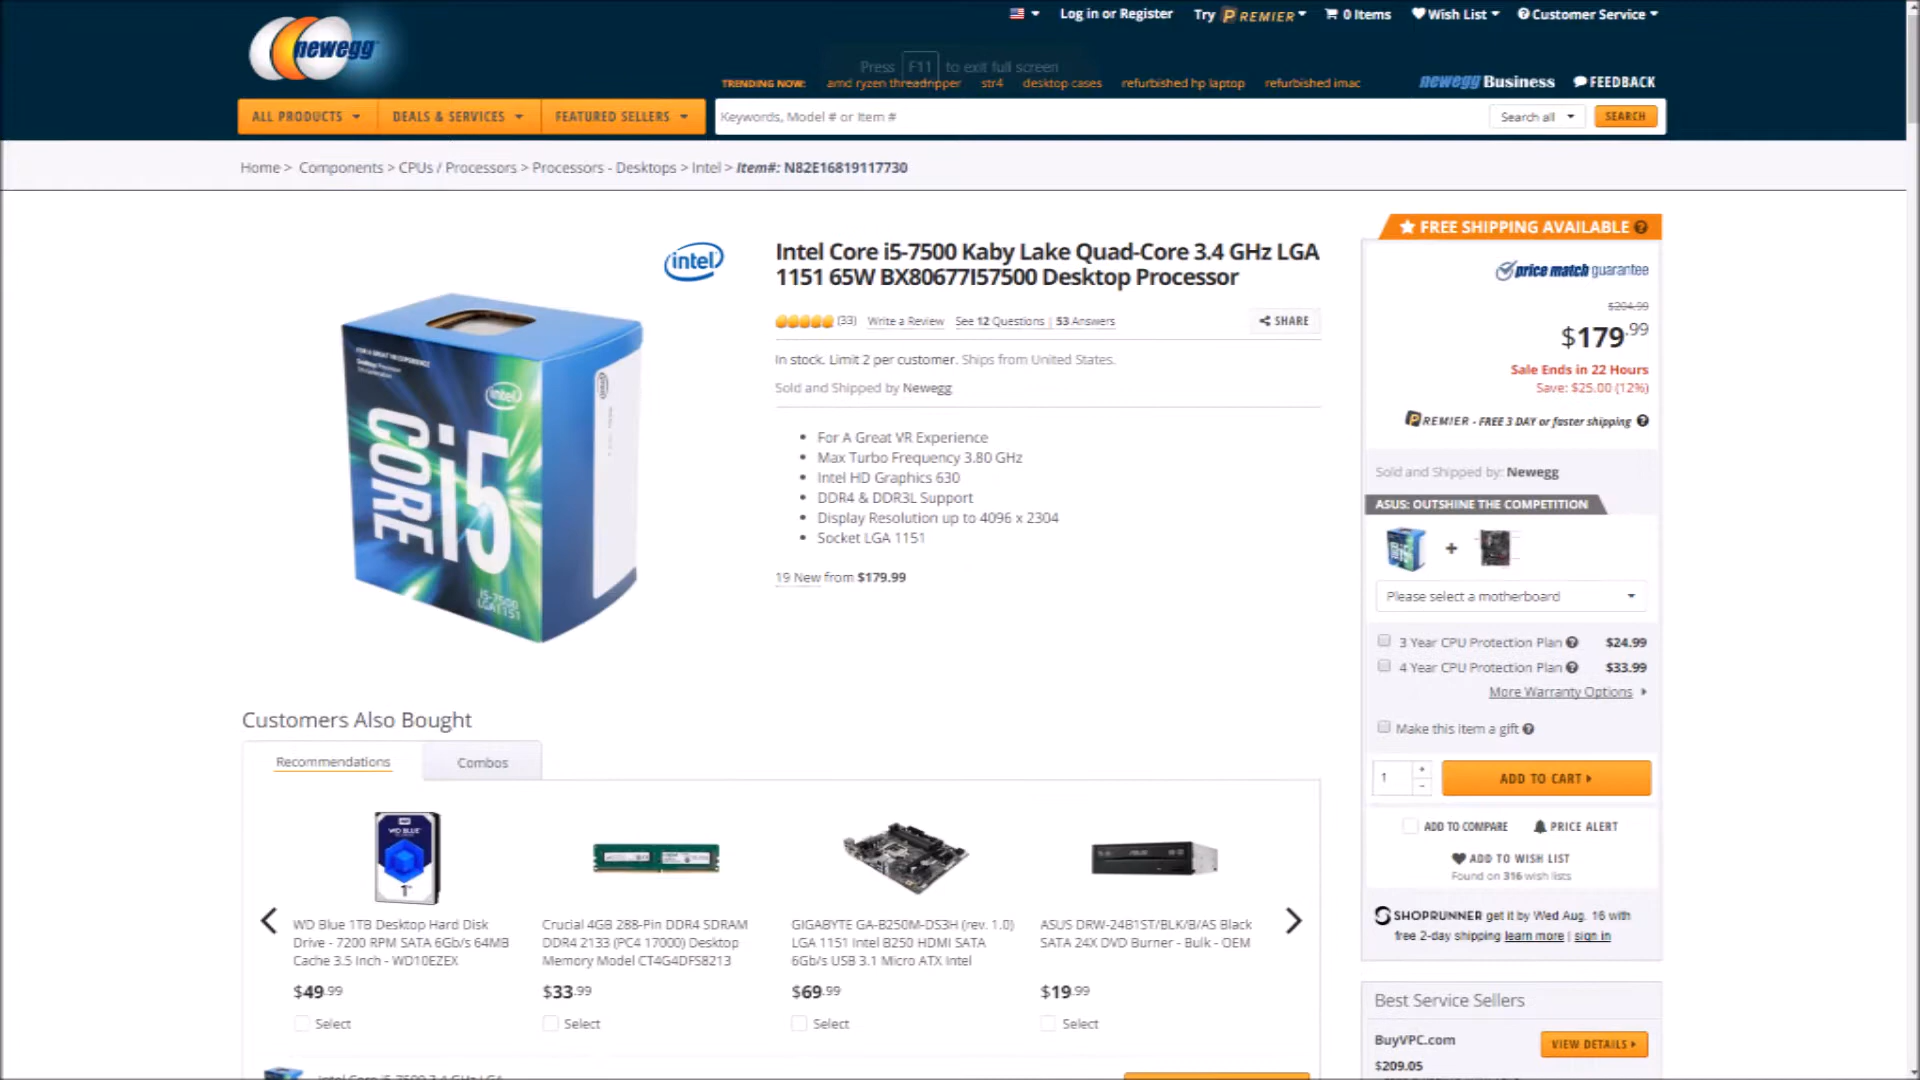 Log in or Register
Try PREMIER
0 Items
Wish List
Customer Service
newegg
Press F11 to exit full screen
TRENDING NOW: amd ryzen threadripper str4 desktop cases refurbished hp laptop refurbished imac
newegg Business
FEEDBACK
ALL PRODUCTS
DEALS & SERVICES
FEATURED SELLERS
Keywords, Model # or Item #
Search all
SEARCH
Home > Components > CPUs / Processors > Processors - Desktops > Intel > Item#: N82E16819117730
intel
Intel Core i5-7500 Kaby Lake Quad-Core 3.4 GHz LGA
1151 65W BX80677I57500 Desktop Processor
(33) Write a Review See 12 Questions | 53 Answers
SHARE
In stock. Limit 2 per customer. Ships from United States.
Sold and Shipped by Newegg
For A Great VR Experience
Max Turbo Frequency 3.80 GHz
Intel HD Graphics 630
DDR4 & DDR3L Support
Display Resolution up to 4096 x 2304
Socket LGA 1151
19 New from $179.99
FOR A GREAT VR EXPERIENCE
intel
CORE i5
i5-7500
LGA1151
FREE SHIPPING AVAILABLE
price match guarantee
$204.99
$179.99
Sale Ends in 22 Hours
Save: $25.00 (12%)
PREMIER - FREE 3 DAY or faster shipping
Sold and Shipped by: Newegg
ASUS: OUTSHINE THE COMPETITION
+
Please select a motherboard
3 Year CPU Protection Plan $24.99
4 Year CPU Protection Plan $33.99
More Warranty Options
Make this item a gift
1
ADD TO CART
ADD TO COMPARE
PRICE ALERT
ADD TO WISH LIST
Found on 316 wish lists
SHOPRUNNER get it by Wed Aug. 16 with
free 2-day shipping learn more | sign in
Best Service Sellers
BuyVPC.com
VIEW DETAILS
$209.05
Customers Also Bought
Recommendations
Combos
WD BLUE
WD Blue 1TB Desktop Hard Disk
Drive - 7200 RPM SATA 6Gb/s 64MB
Cache 3.5 Inch - WD10EZEX
$49.99
Select
Crucial 4GB 288-Pin DDR4 SDRAM
DDR4 2133 (PC4 17000) Desktop
Memory Model CT4G4DFS8213
$33.99
Select
GIGABYTE GA-B250M-DS3H (rev. 1.0)
LGA 1151 Intel B250 HDMI SATA
6Gb/s USB 3.1 Micro ATX Intel
$69.99
Select
ASUS DRW-24B1ST/BLK/B/AS Black
SATA 24X DVD Burner - Bulk - OEM
$19.99
Select
Intel Core i5-7500 3.4 GHz LGA